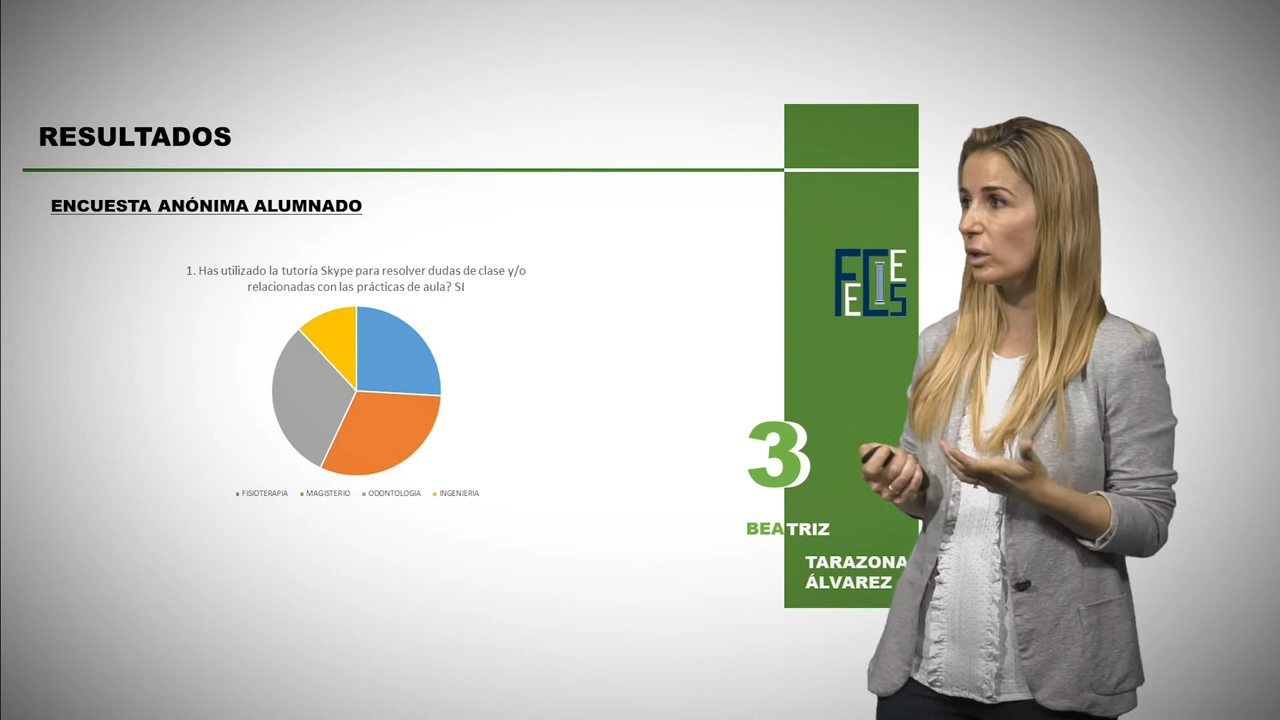 RESULTADOS
ENCUESTA ANÓNIMA ALUMNADO
1. Has utilizado la tutoría Skype para resolver dudas de clase y/o
relacionadas con las prácticas de aula? SI
FISIOTERAPIA MAGISTERIO ODONTOLOGIA INGENIERIA
FECIES
3
BEATRIZ
TARAZONA
ÁLVAREZ